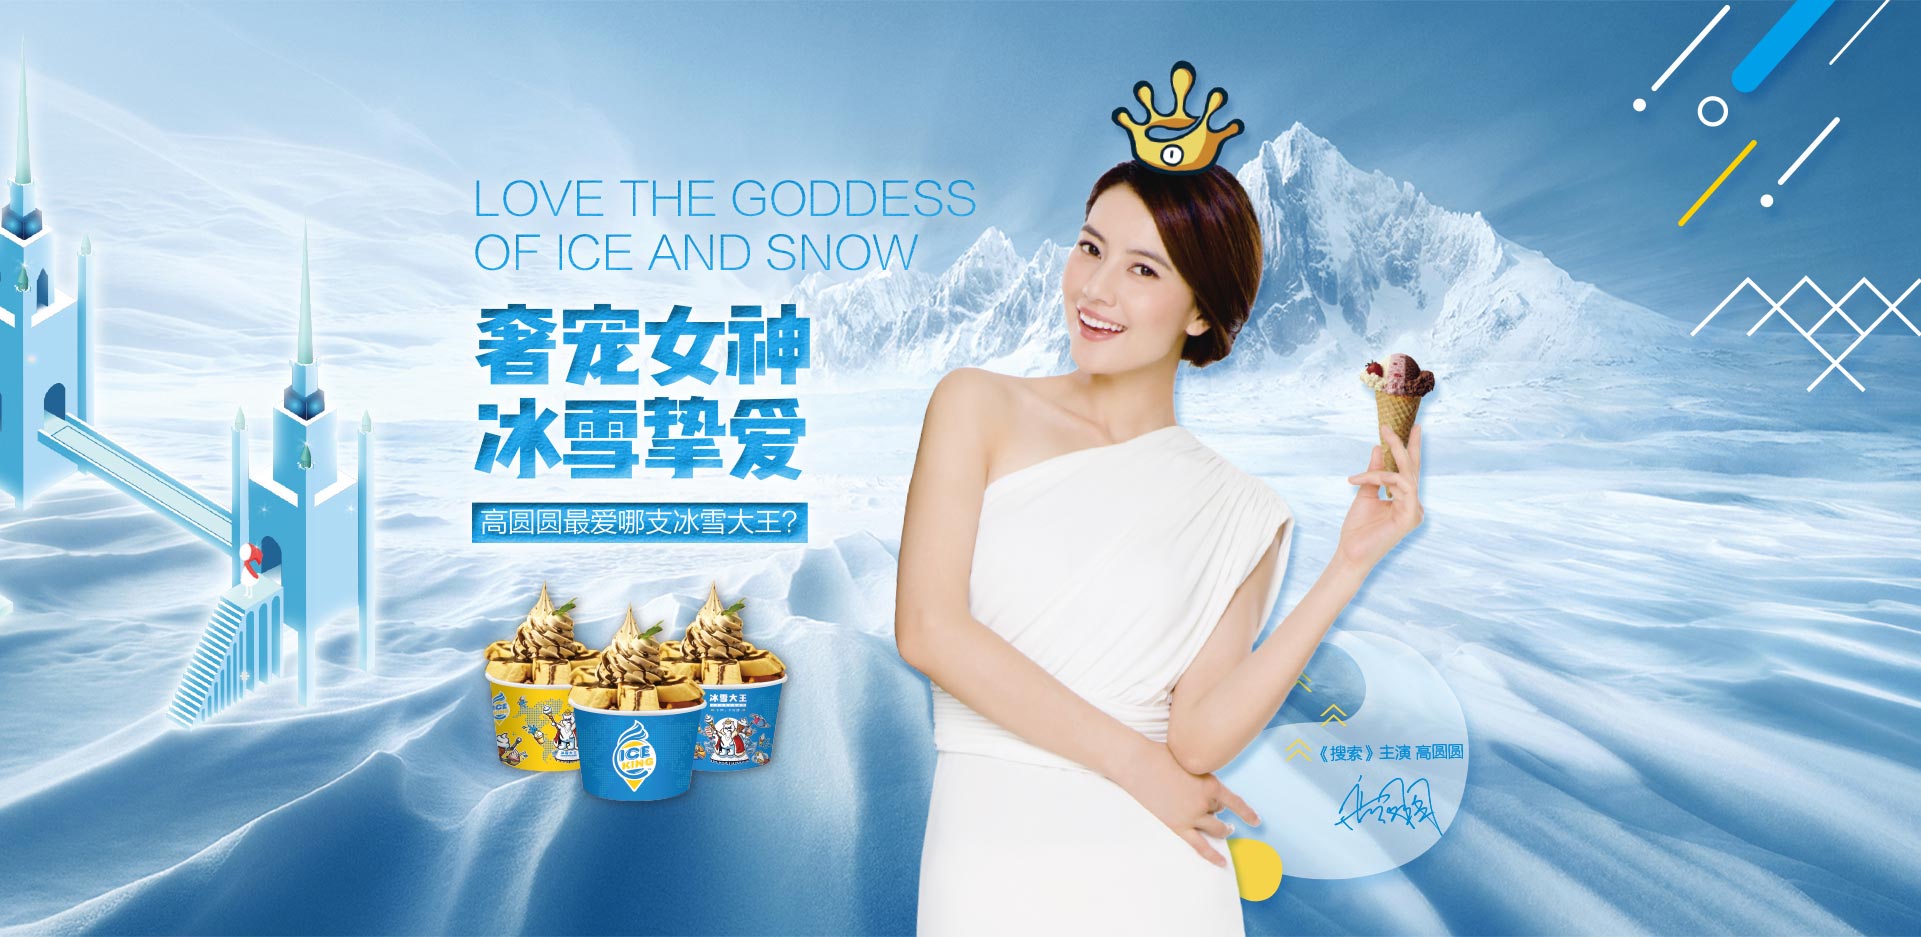 LOVE THE GODDESS
OF ICE AND SNOW
奢宠女神
冰雪挚爱
高圆圆最爱哪支冰雪大王?
冰雪大王
ICE
KING
《搜索》主演 高圆圆